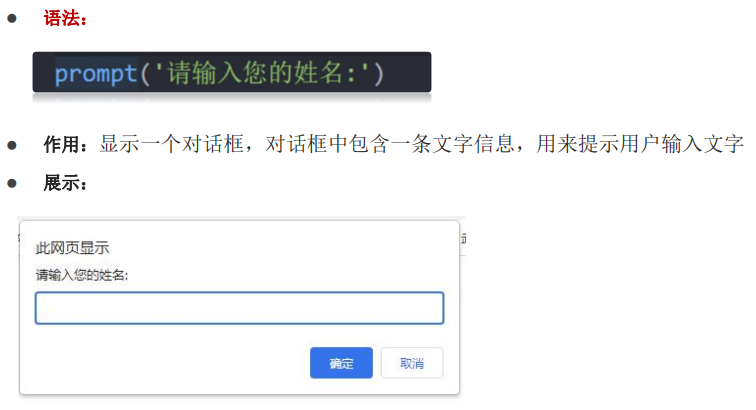 ● 语法：
prompt('请输入您的姓名:')
● 作用：显示一个对话框，对话框中包含一条文字信息，用来提示用户输入文字
● 展示：
此网页显示
请输入您的姓名:
确定 取消